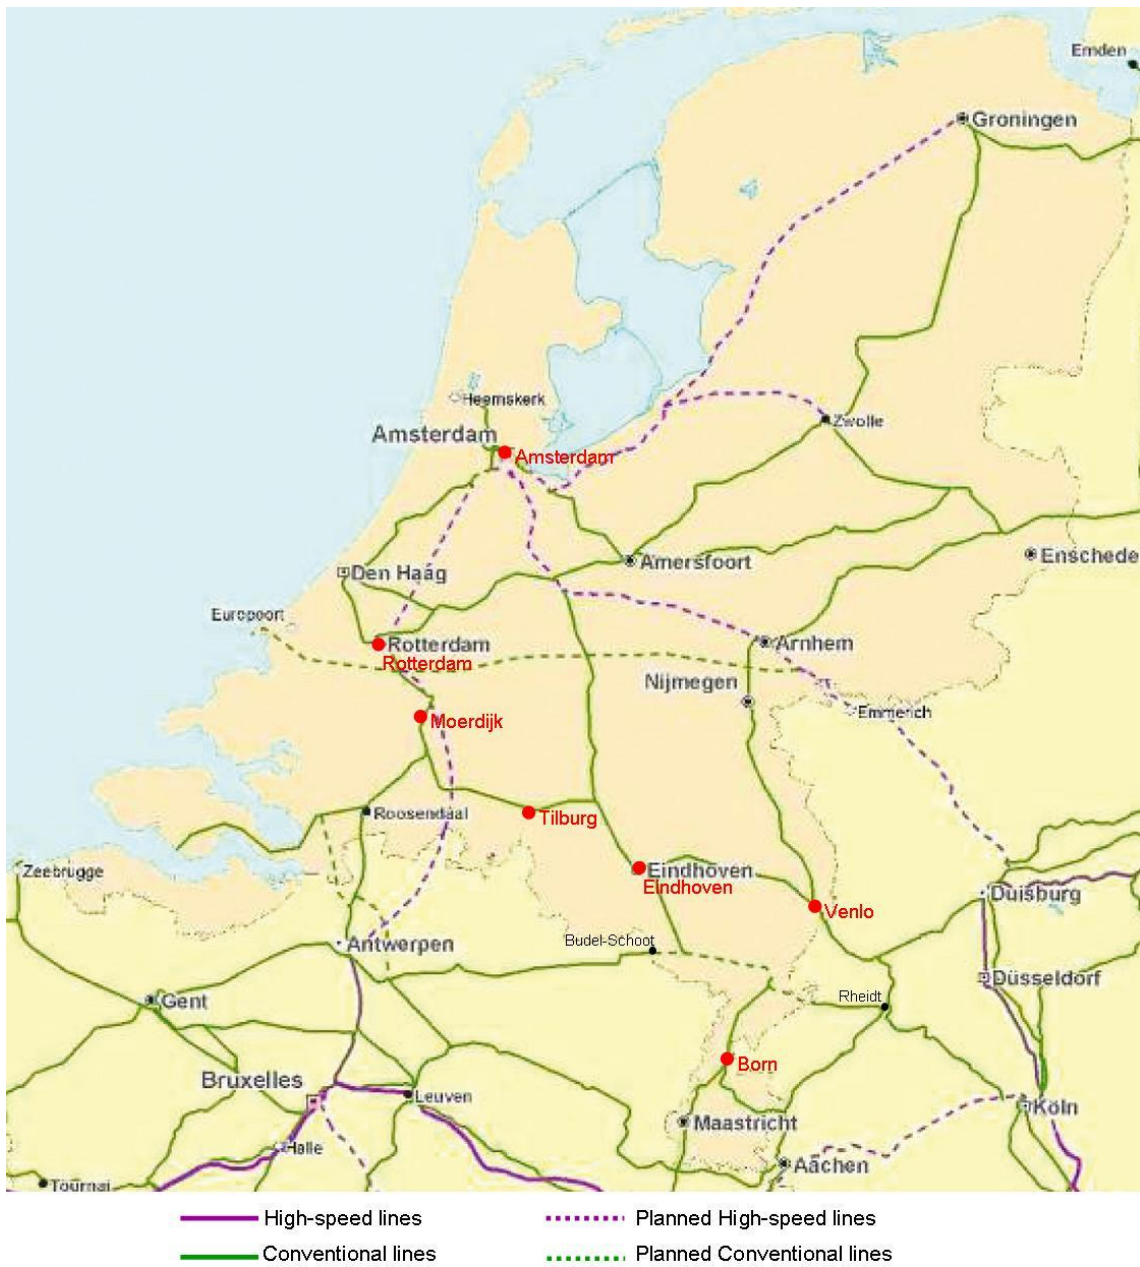 Emden
Groningen
Heemskerk
Amsterdam
Amsterdam
Zwolle
Enschede
Amersfoort
Den Haág
Europoort
Rotterdam
Rotterdam
Arnhem
Nijmegen
Emmerich
Moerdijk
Roosendaal
Tilburg
Zeebrugge
Eindhoven
EIndhoven
Duisburg
Venlo
Antwerpen
Budel-Schoot
Düsseldorf
Gent
Rheidt
Born
Bruxelles
Leuven
Köln
Maastricht
Halle
Aachen
Tournai
High-speed lines
Planned High-speed lines
Conventional lines
Planned Conventional lines